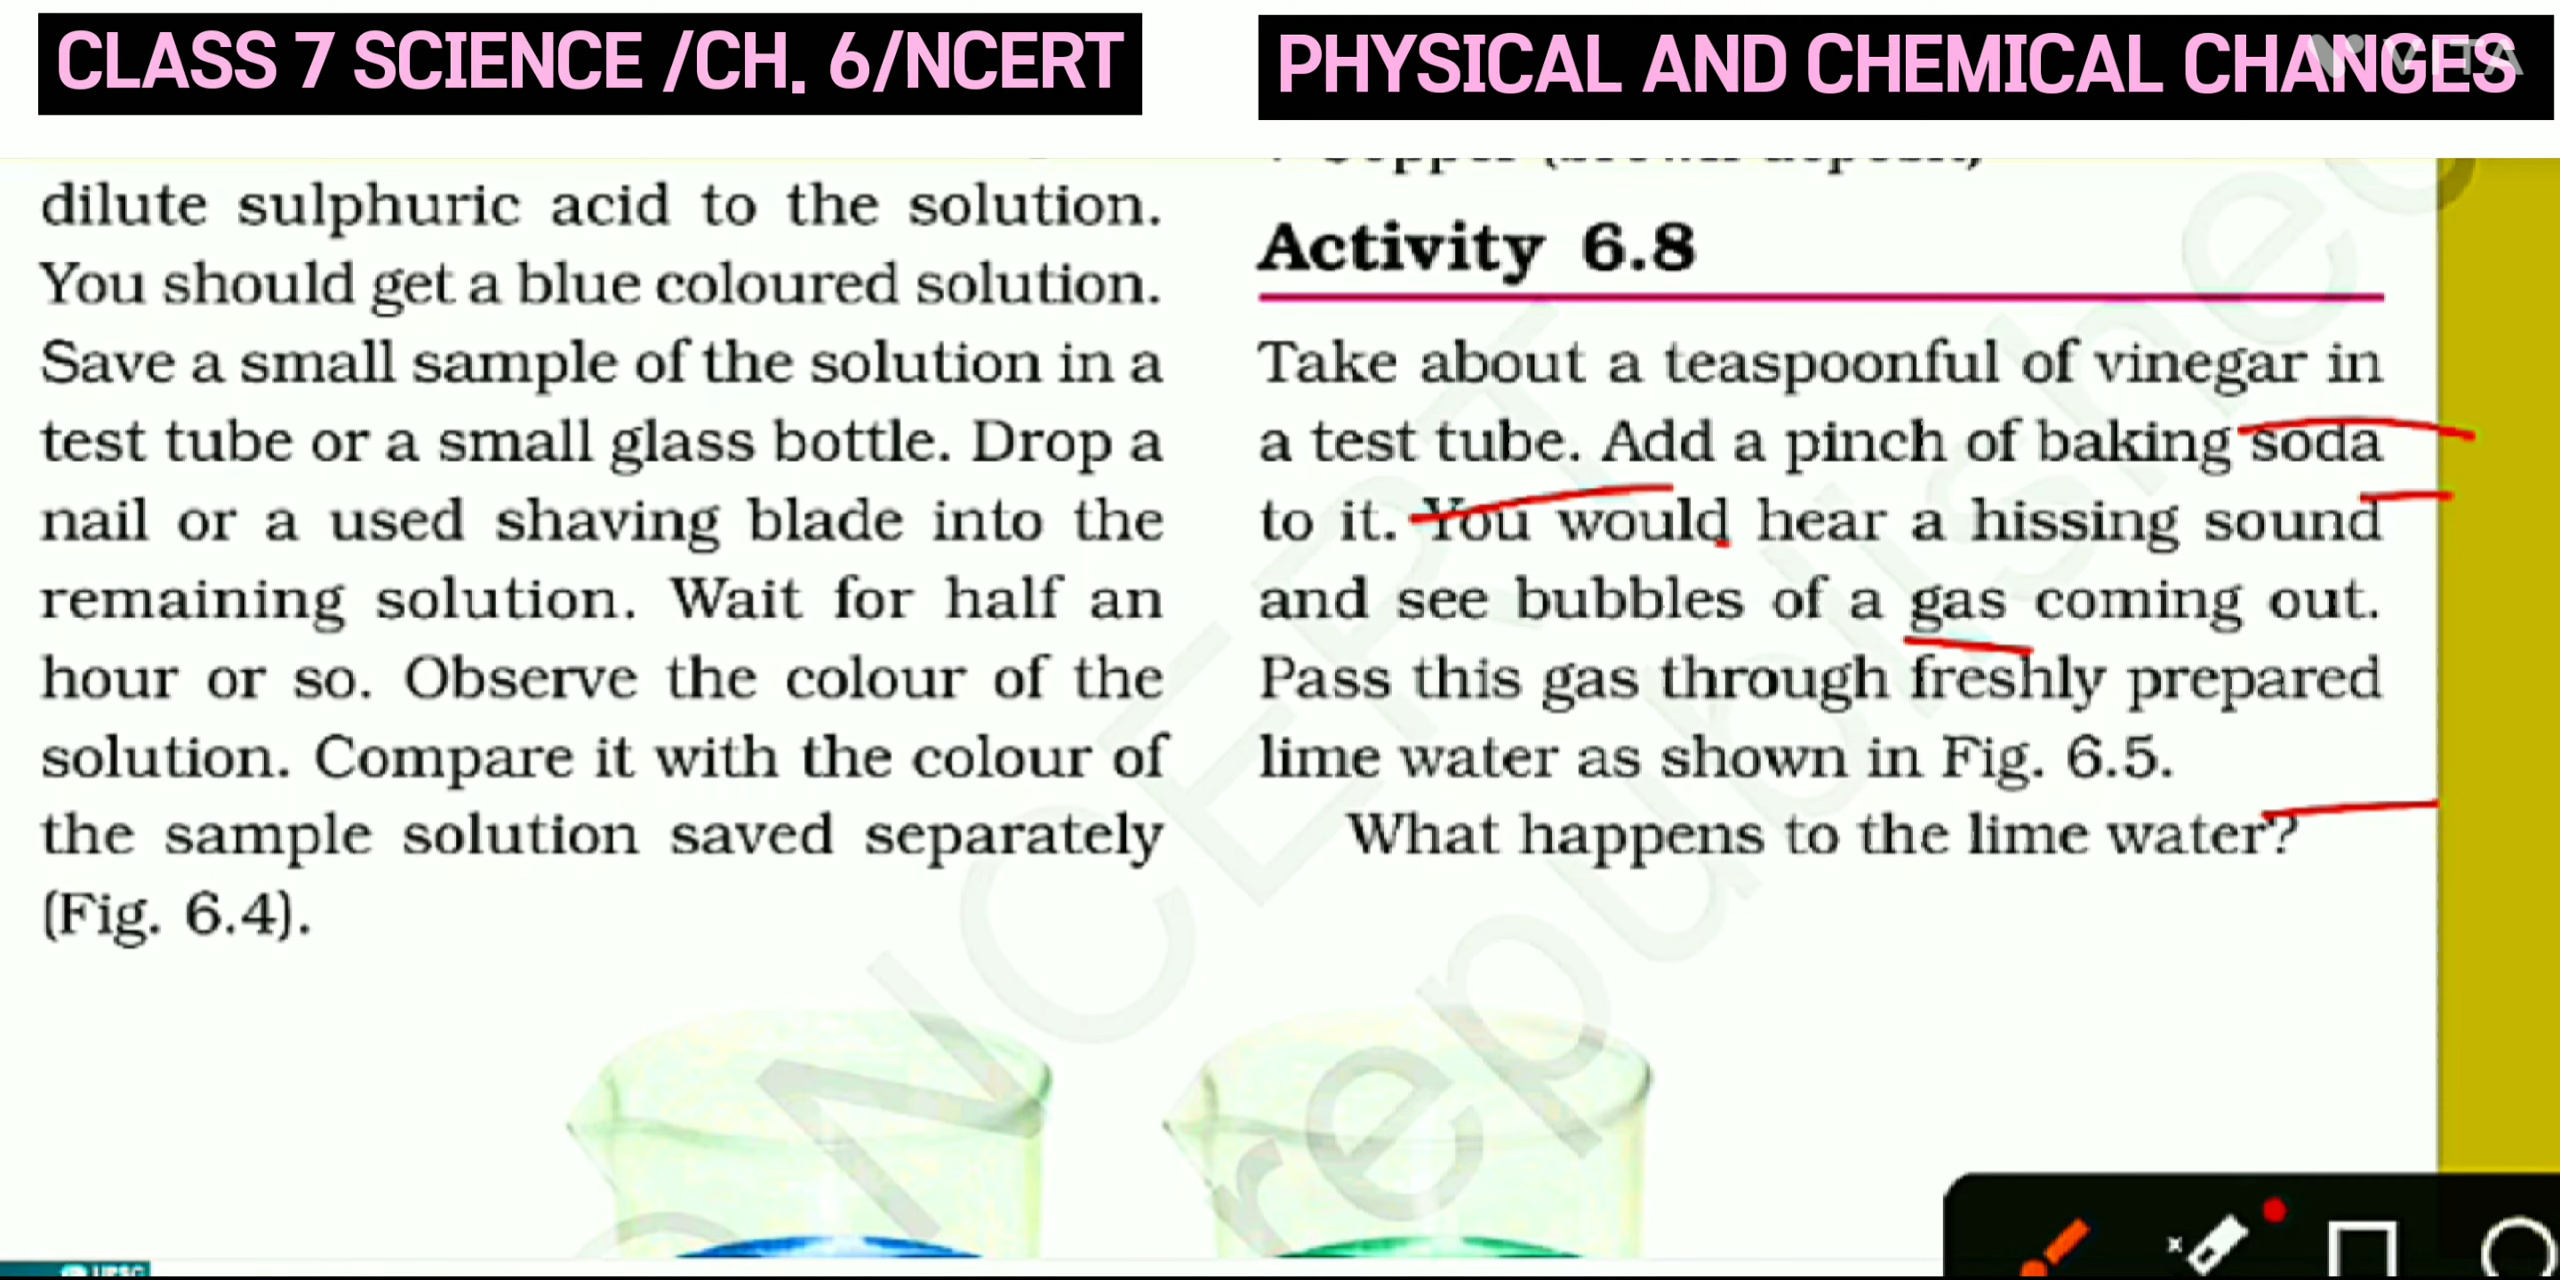 CLASS 7 SCIENCE /CH. 6/NCERT
PHYSICAL AND CHEMICAL CHANGES
VITA
dilute sulphuric acid to the solution.
You should get a blue coloured solution.
Save a small sample of the solution in a
test tube or a small glass bottle. Drop a
nail or a used shaving blade into the
remaining solution. Wait for half an
hour or so. Observe the colour of the
solution. Compare it with the colour of
the sample solution saved separately
(Fig. 6.4).
Copper (brown deposit)
Activity 6.8
Take about a teaspoonful of vinegar in
a test tube. Add a pinch of baking soda
to it. You would hear a hissing sound
and see bubbles of a gas coming out.
Pass this gas through freshly prepared
lime water as shown in Fig. 6.5.
What happens to the lime water?
NCERT
republished